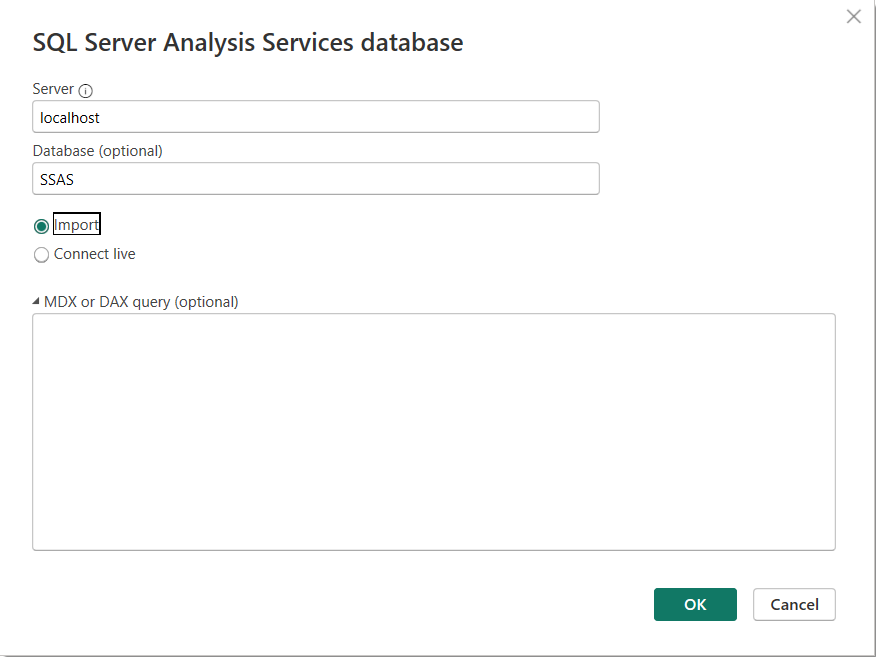 SQL Server Analysis Services database
Server
localhost
Database (optional)
SSAS
Import
Connect live
MDX or DAX query (optional)
OK Cancel